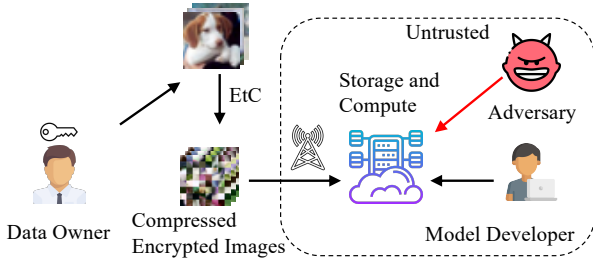 Untrusted
Storage and
Compute
EtC
Adversary
Compressed
Encrypted Images
Data Owner
Model Developer